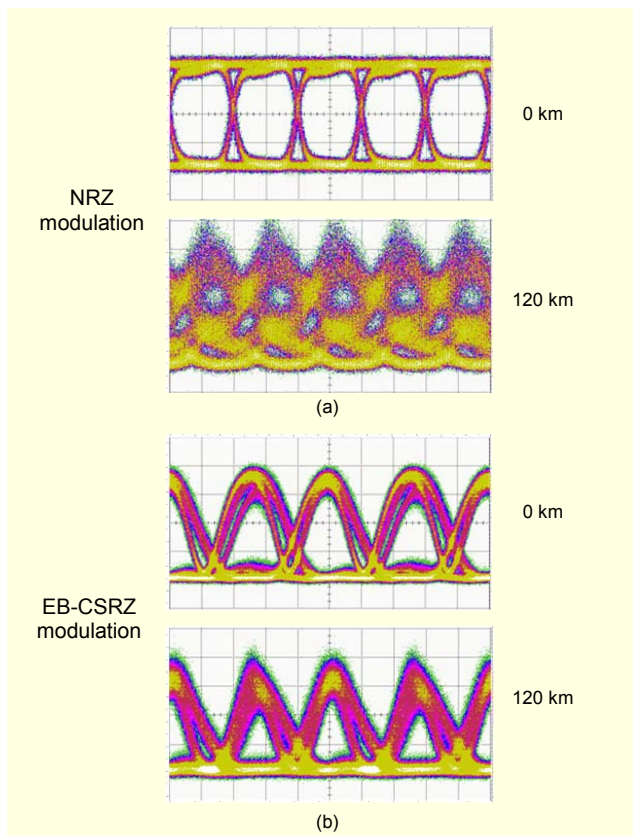 0 km
NRZ
modulation
120 km
(a)
0 km
EB-CSRZ
modulation
120 km
(b)